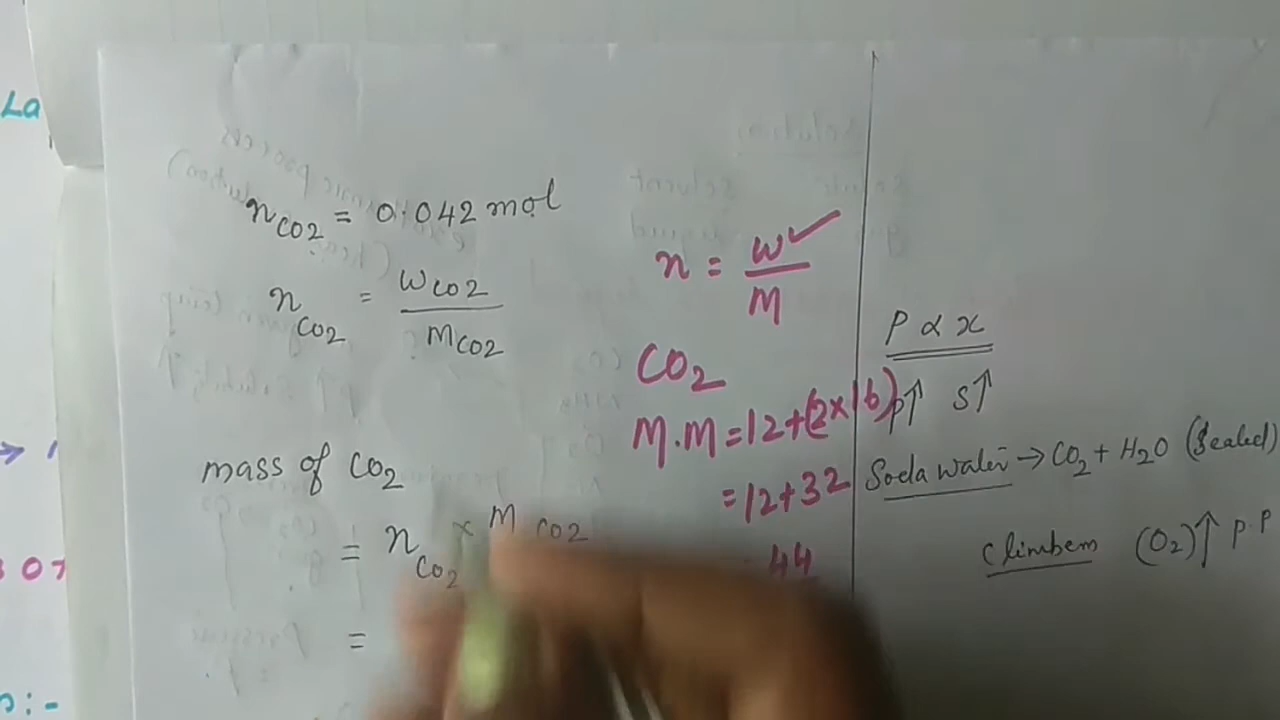 La
n CO2 = 0.042 mol
n CO2 = W CO2 / M CO2
mass of CO2
= n CO2 × M CO2
=
n = W / M
CO2
M.M = 12 + (2×16)
= 12 + 32
44
P ∝ x
p↑ s↑
Soda water → CO2 + H2O (Sealed)
(O2)↑ P.P